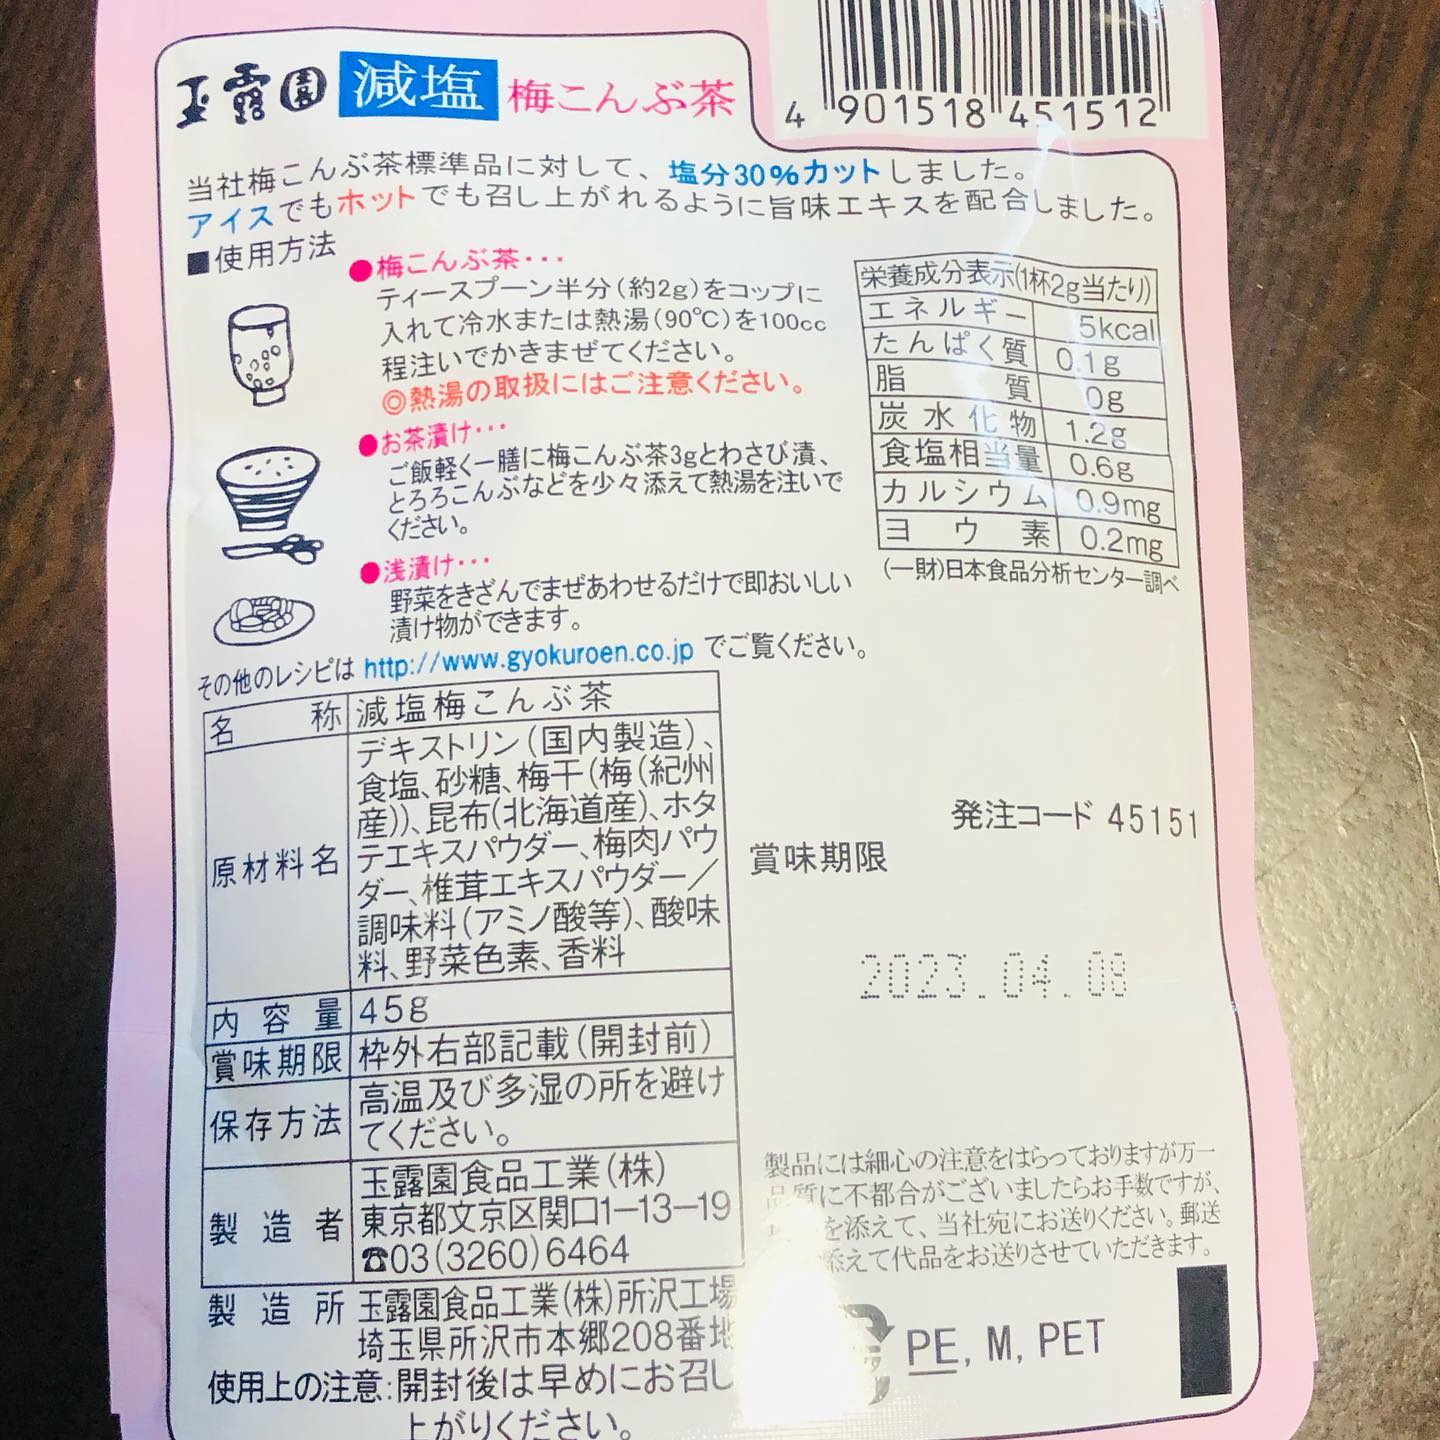 玉露園 減塩 梅こんぶ茶
4 901518 451512
当社梅こんぶ茶標準品に対して、塩分30%カットしました。
アイスでもホットでも召し上がれるように旨味エキスを配合しました。
■使用方法
●梅こんぶ茶・・・
ティースプーン半分(約2g)をコップに
入れて冷水または熱湯(90℃)を100cc
程注いでかきまぜてください。
◎熱湯の取扱にはご注意ください。
●お茶漬け・・・
ご飯軽く一膳に梅こんぶ茶3gとわさび漬、
とろろこんぶなどを少々添えて熱湯を注いで
ください。
●浅漬け・・・
野菜をきざんでまぜあわせるだけで即おいしい
漬け物ができます。
その他のレシピは http://www.gyokuroen.co.jp でご覧ください。
栄養成分表示(1杯2g当たり)
エネルギー 5kcal
たんぱく質 0.1g
脂質 0g
炭水化物 1.2g
食塩相当量 0.6g
カルシウム 0.9mg
ヨウ素 0.2mg
(一財)日本食品分析センター調べ
名称 減塩梅こんぶ茶
原材料名 デキストリン(国内製造)、
食塩、砂糖、梅干(梅(紀州
産))、昆布(北海道産)、ホタ
テエキスパウダー、梅肉パウ
ダー、椎茸エキスパウダー／
調味料(アミノ酸等)、酸味
料、野菜色素、香料
内容量 45g
賞味期限 枠外右部記載(開封前)
保存方法 高温及び多湿の所を避け
てください。
製造者 玉露園食品工業(株)
東京都文京区関口1-13-19
☎03(3260)6464
製造所 玉露園食品工業(株)所沢工場
埼玉県所沢市本郷208番地
使用上の注意:開封後は早めにお召し
上がりください。
発注コード 45151
賞味期限
2023.04.08
製品には細心の注意をはらっておりますが万一
品質に不都合がございましたらお手数ですが、
を添えて、当社宛にお送りください。郵送
添えて代品をお送りさせていただきます。
PE, M, PET